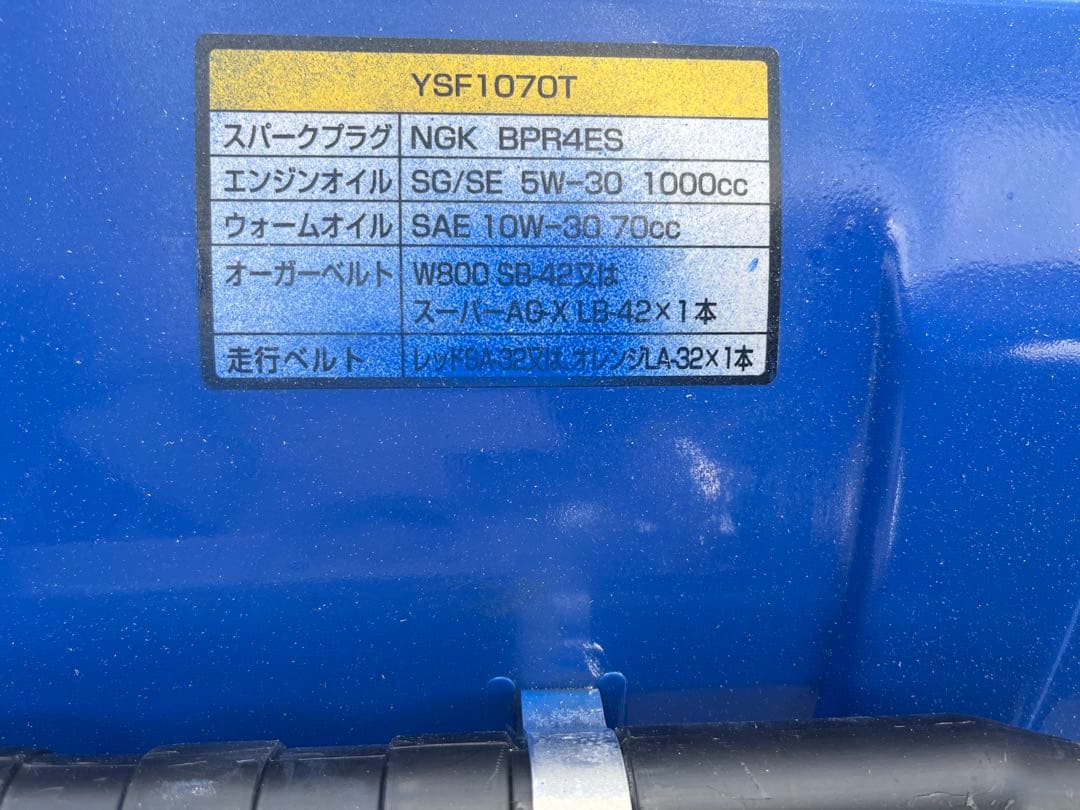 YSF1070T
スパークプラグ NGK BPR4ES
エンジンオイル SG/SE 5W-30 1000cc
ウォームオイル SAE 10W-30 70cc
オーガーベルト W800 SB-42又は
スーパーAG-X LB-42×1本
走行ベルト レッドSA-32又は、オレンジLA-32×1本